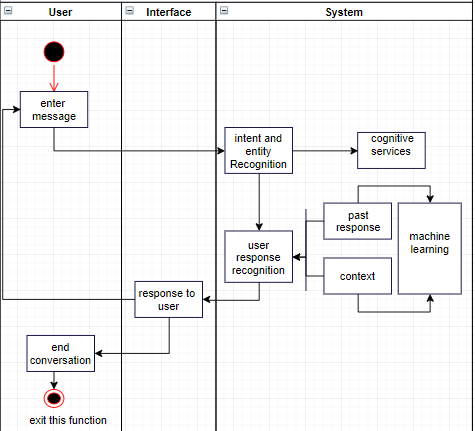 User
Interface
System
enter
message
intent and
entity
Recognition
cognitive
services
past
response
user
response
recognition
machine
learning
context
response to
user
end
conversation
exit this function